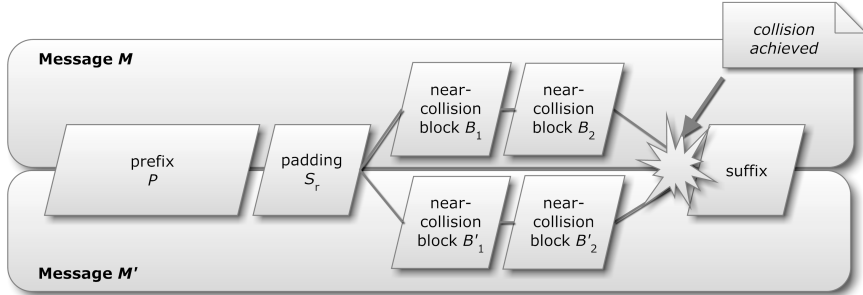 collision
achieved
Message M
near-
collision
block B₁
near-
collision
block B₂
prefix
P
padding
Sᵣ
suffix
near-
collision
block B'₁
near-
collision
block B'₂
Message M'